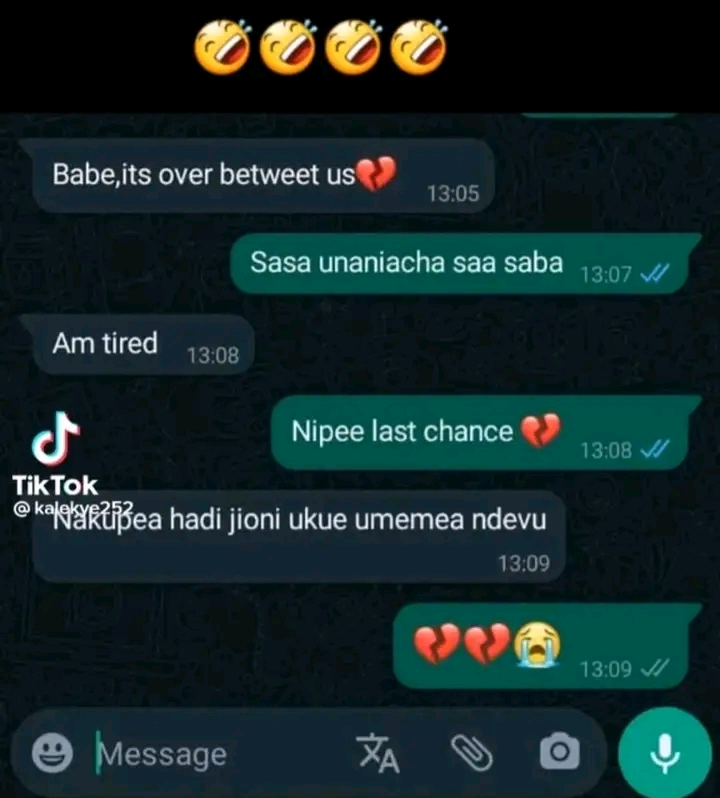 🤣🤣🤣🤣
Babe,its over betweet us💔
13:05
Sasa unaniacha saa saba
13:07
Am tired
13:08
Nipee last chance 💔
13:08
TikTok
@kalekye252
Nakupea hadi jioni ukue umemea ndevu
13:09
💔💔😭
13:09
Message